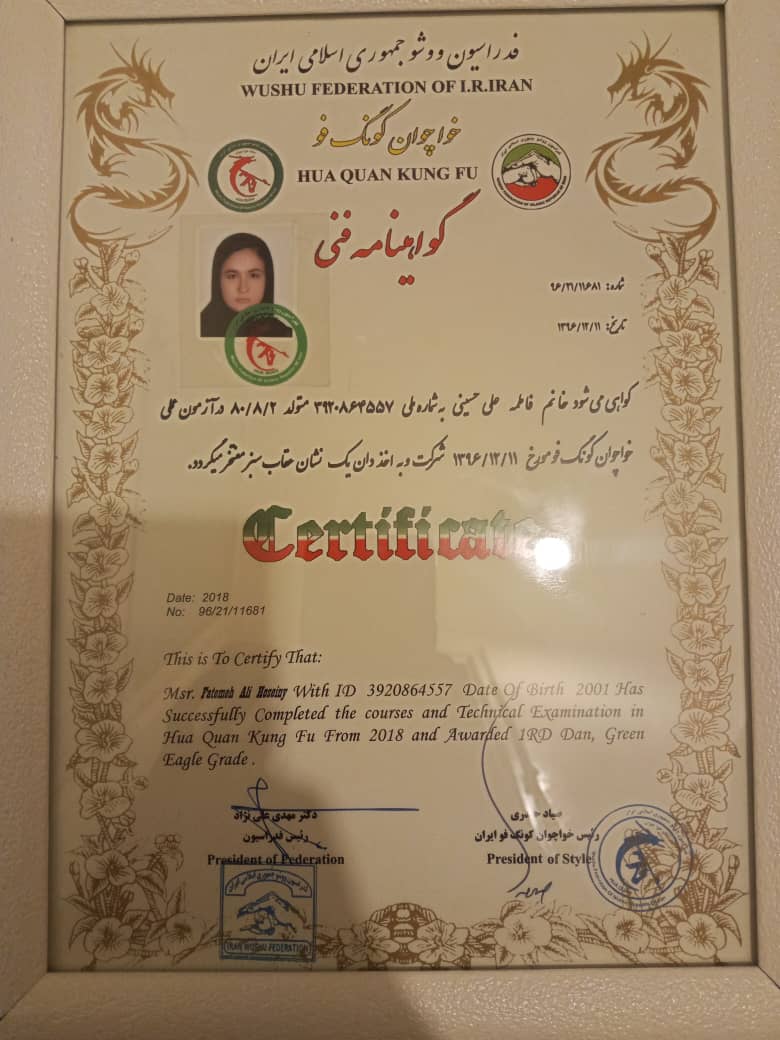 فدراسیون ووشو جمهوری اسلامی ایران
WUSHU FEDERATION OF I.R.IRAN
خواچوان کونگ فو
HUA QUAN KUNG FU
گواهینامه فنی
شماره: ۹۶/۲۱/۱۱۶۸۱
تاریخ: ۱۳۹۶/۱۲/۱۱
گواهی می شود خانم فاطمه علی حسینی به شماره ملی ۳۹۲۰۸۶۴۵۵۷ متولد ۸۰/۸/۲ در آزمون عملی
خواچوان کونگ فو مورخ ۱۳۹۶/۱۲/۱۱ شرکت و به اخذ دان یک نشان عقاب سبز مفتخر میگردد.
Certificate
Date: 2018
No: 96/21/11681
This is To Certify That:
Msr. Fatemeh Ali Hoseiny With ID 3920864557 Date Of Birth 2001 Has
Successfully Completed the courses and Technical Examination in
Hua Quan Kung Fu From 2018 and Awarded 1RD Dan, Green
Eagle Grade .
دکتر مهدی علی نژاد
رئیس فدراسیون
President of Federation
صیاد
رئیس خواچوان کونگ فو ایران
President of Style
IRAN WUSHU FEDERATION